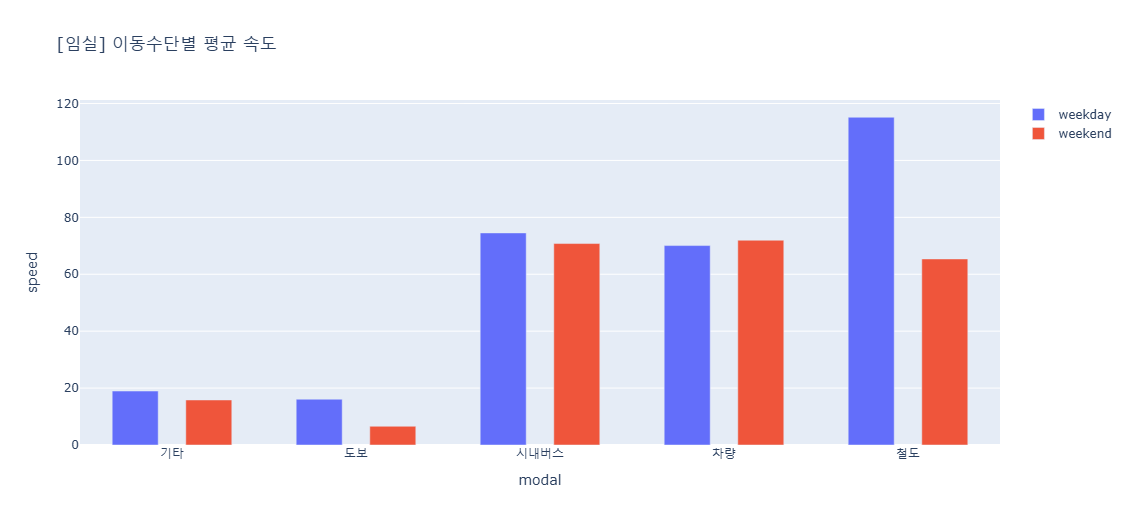 [임실] 이동수단별 평균 속도
120
100
80
60
40
20
0
speed
기타
도보
시내버스
차량
철도
modal
weekday
weekend